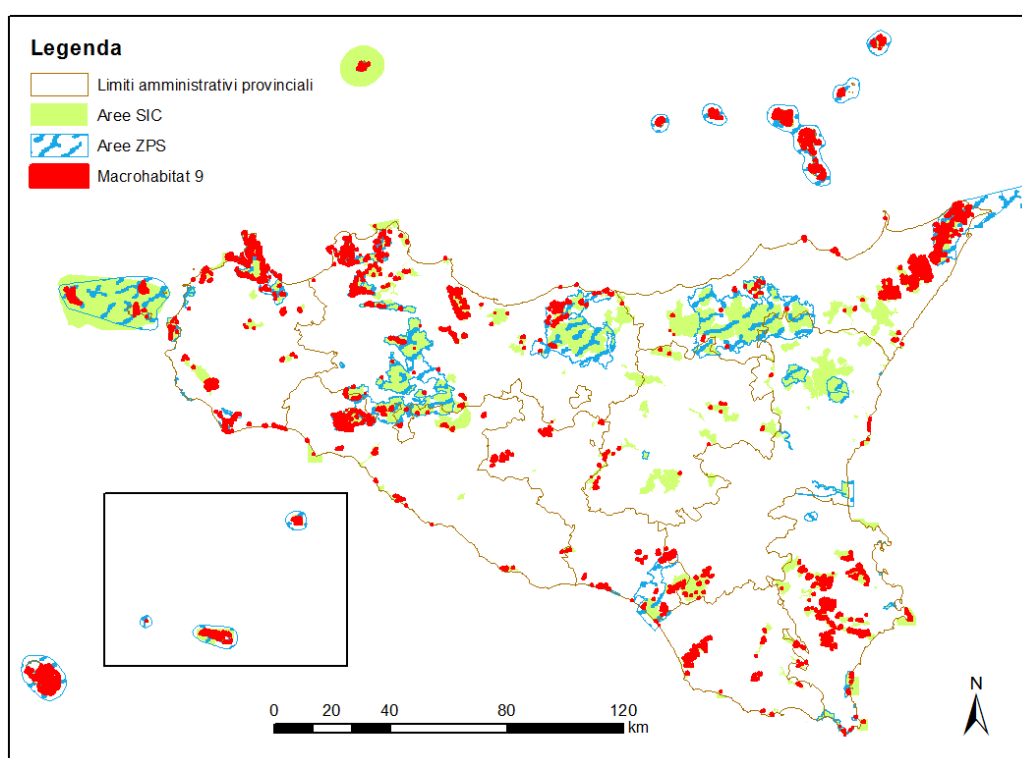 Legenda
Limiti amministrativi provinciali
Aree SIC
Aree ZPS
Macrohabitat 9
N
0 20 40 80 120
km